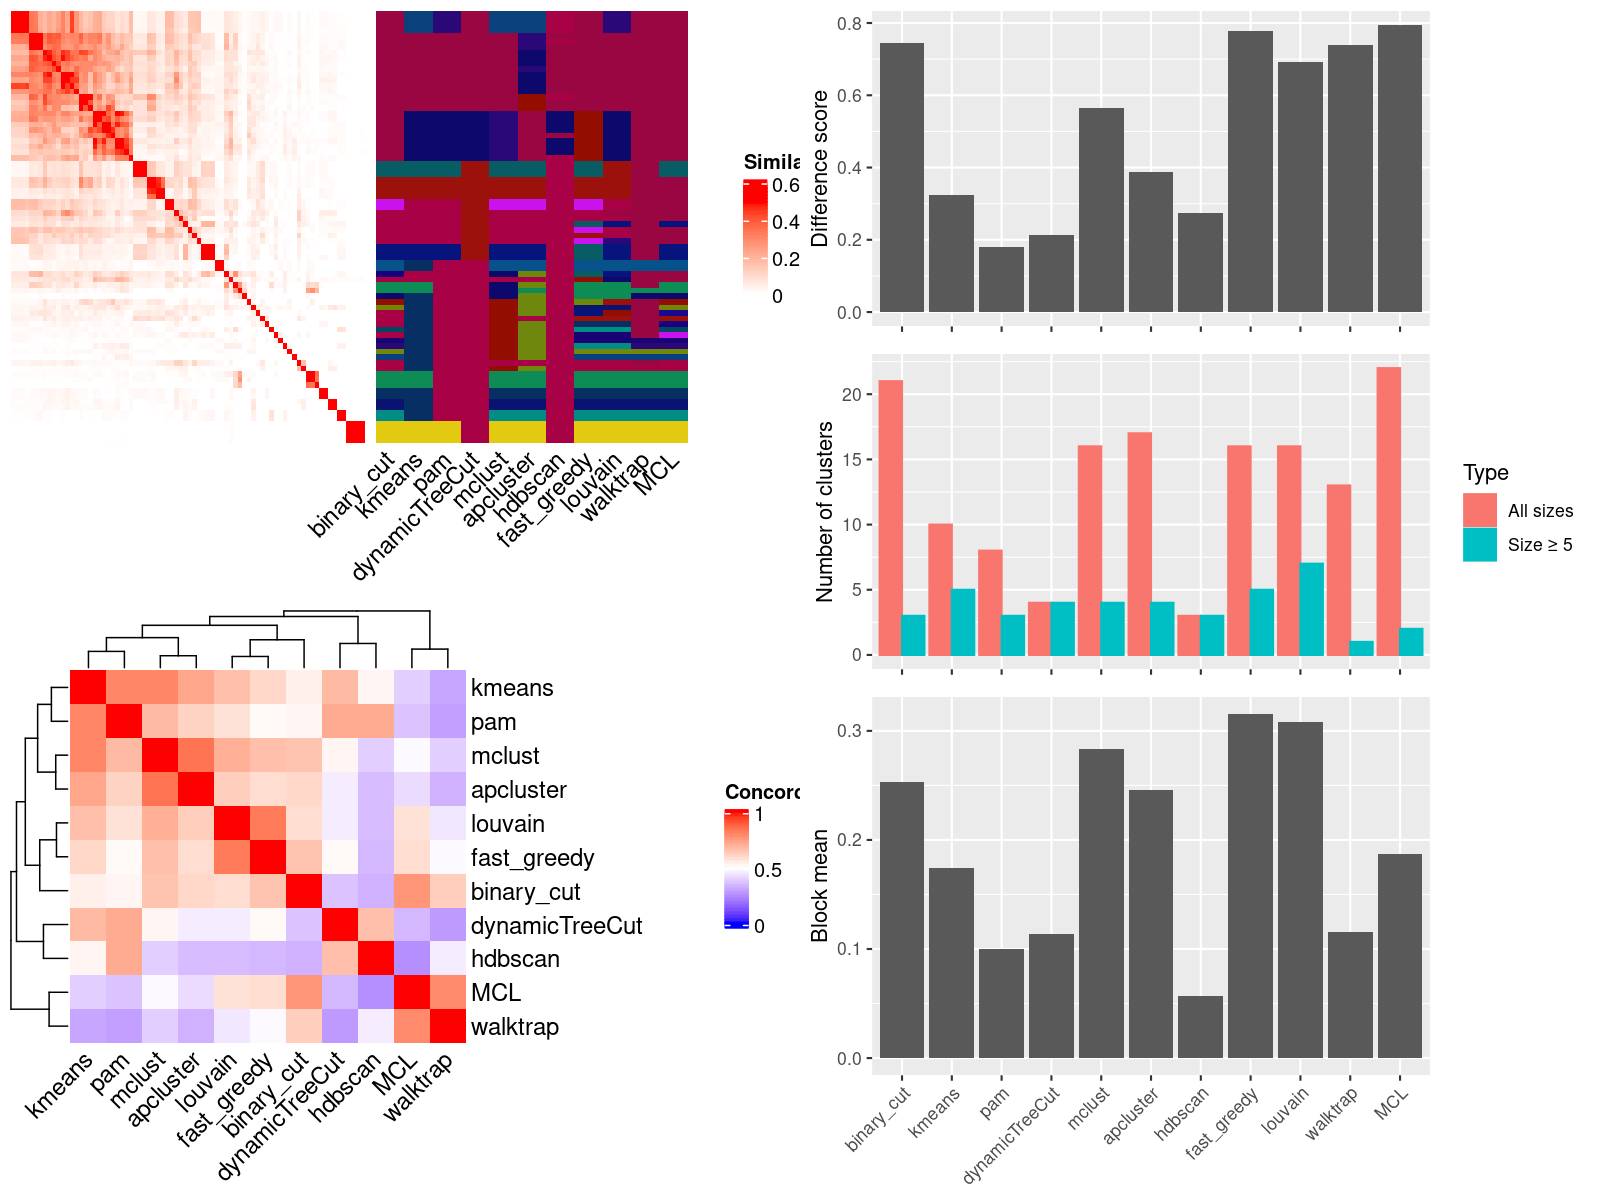 Simila
0.6
0.4
0.2
0
binary_cut
kmeans
pam
dynamicTreeCut
mclust
apcluster
hdbscan
fast_greedy
louvain
walktrap
MCL
kmeans
pam
mclust
apcluster
louvain
fast_greedy
binary_cut
dynamicTreeCut
hdbscan
MCL
walktrap
kmeans
pam
mclust
apcluster
louvain
fast_greedy
binary_cut
dynamicTreeCut
hdbscan
MCL
walktrap
Concord
1
0.5
0
Difference score
0.8
0.6
0.4
0.2
0.0
Number of clusters
20
15
10
5
0
Type
All sizes
Size ≥ 5
Block mean
0.3
0.2
0.1
0.0
binary_cut
kmeans
pam
dynamicTreeCut
mclust
apcluster
hdbscan
fast_greedy
louvain
walktrap
MCL